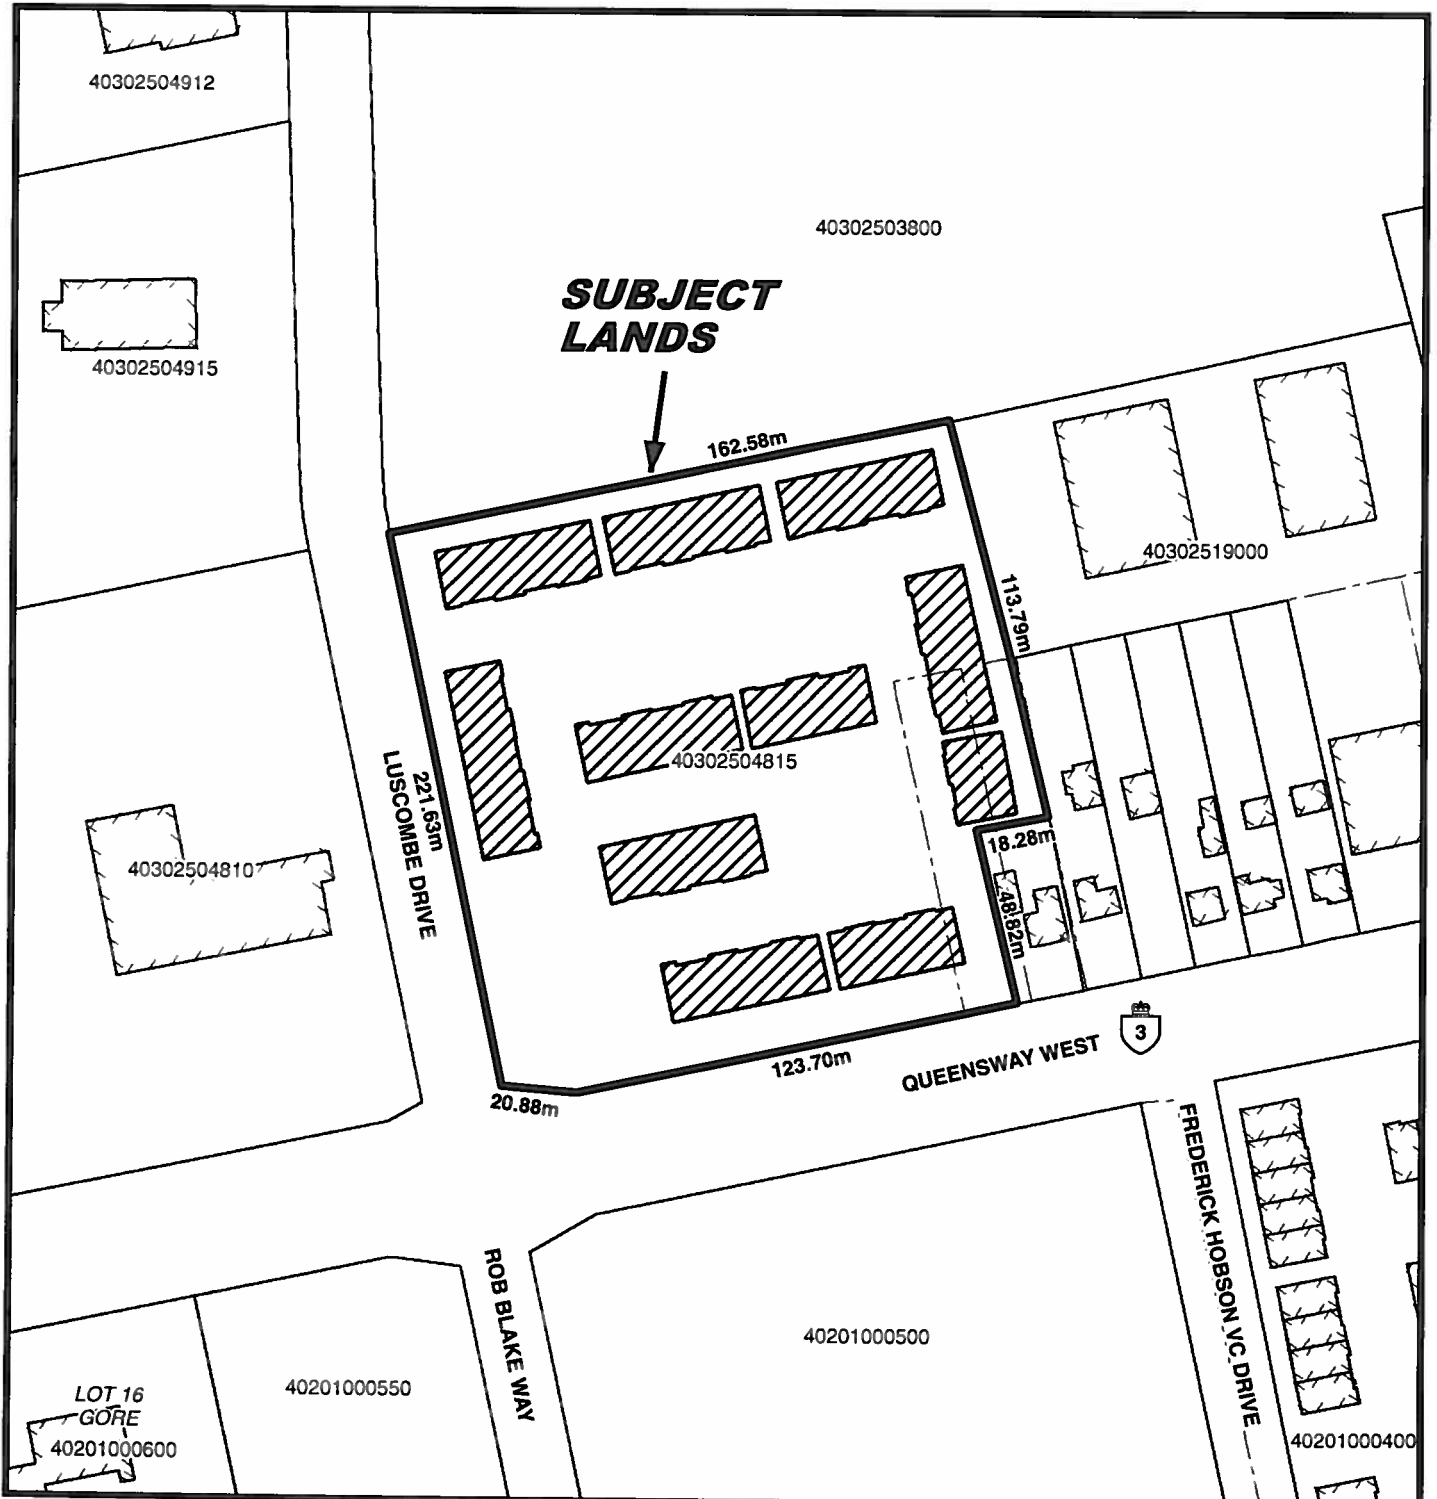 40302504912
40302503800
SUBJECT
LANDS
40302504915
162.58m
40302519000
113.79m
40302504815
221.63m
LUSCOMBE DRIVE
18.28m
40302504810
48.82m
3
QUEENSWAY WEST
123.70m
20.88m
FREDERICK HOBSON VC DRIVE
ROB BLAKE WAY
40201000500
40201000550
LOT 16
GORE
40201000600
40201000400